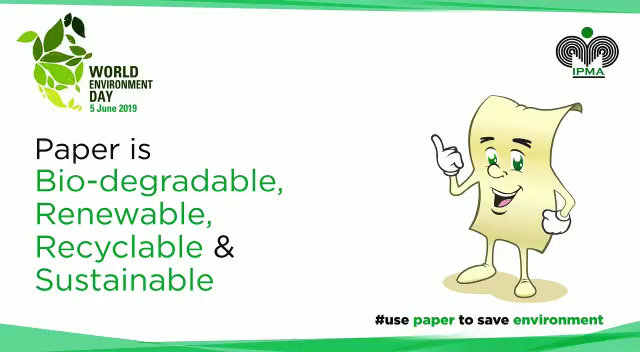 WORLD
ENVIRONMENT
DAY
5 June 2019
IPMA
Paper is
Bio-degradable,
Renewable,
Recyclable &
Sustainable
#use paper to save environment